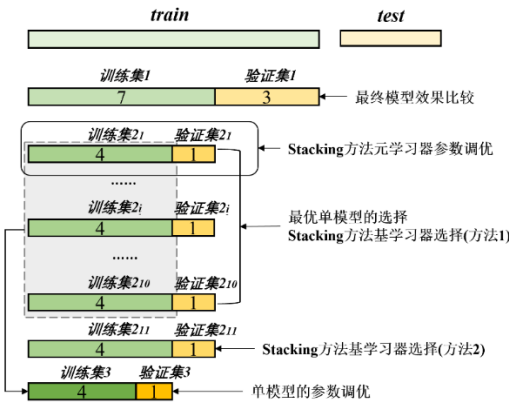 train test
训练集1 验证集1
7 3 最终模型效果比较
训练集21 验证集21
4 1 Stacking方法元学习器参数调优
......
训练集2i 验证集2i
4 1 最优单模型的选择
Stacking方法基学习器选择(方法1)
......
训练集210 验证集210
4 1
训练集211 验证集211
4 1 Stacking方法基学习器选择(方法2)
训练集3 验证集3
4 1 单模型的参数调优